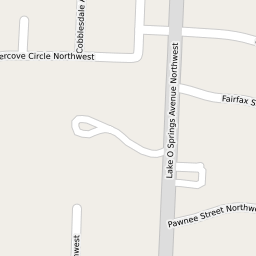 Cobblesdale A
ercove Circle Northwest
Lake O Springs Avenue Northwest
Fairfax S
Pawnee Street Northwe
west